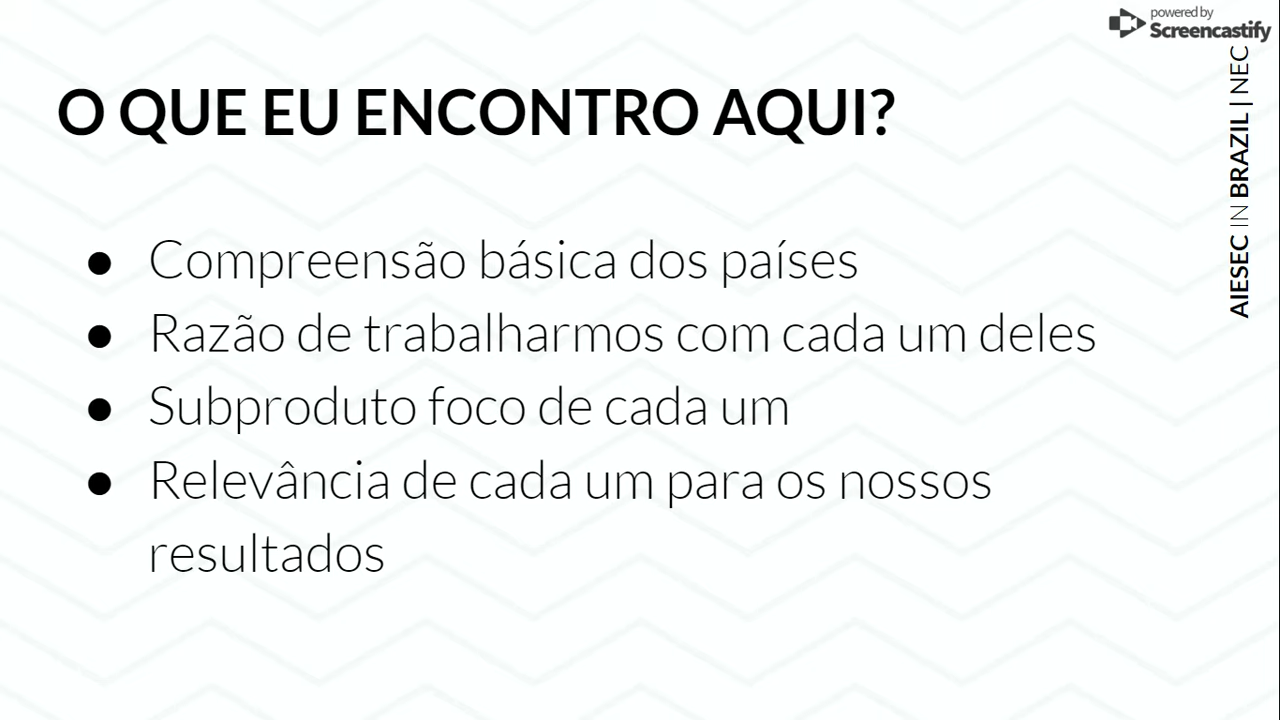 powered by
Screencastify
O QUE EU ENCONTRO AQUI?
AIESEC IN BRAZIL | NEC
● Compreensão básica dos países
● Razão de trabalharmos com cada um deles
● Subproduto foco de cada um
● Relevância de cada um para os nossos
resultados